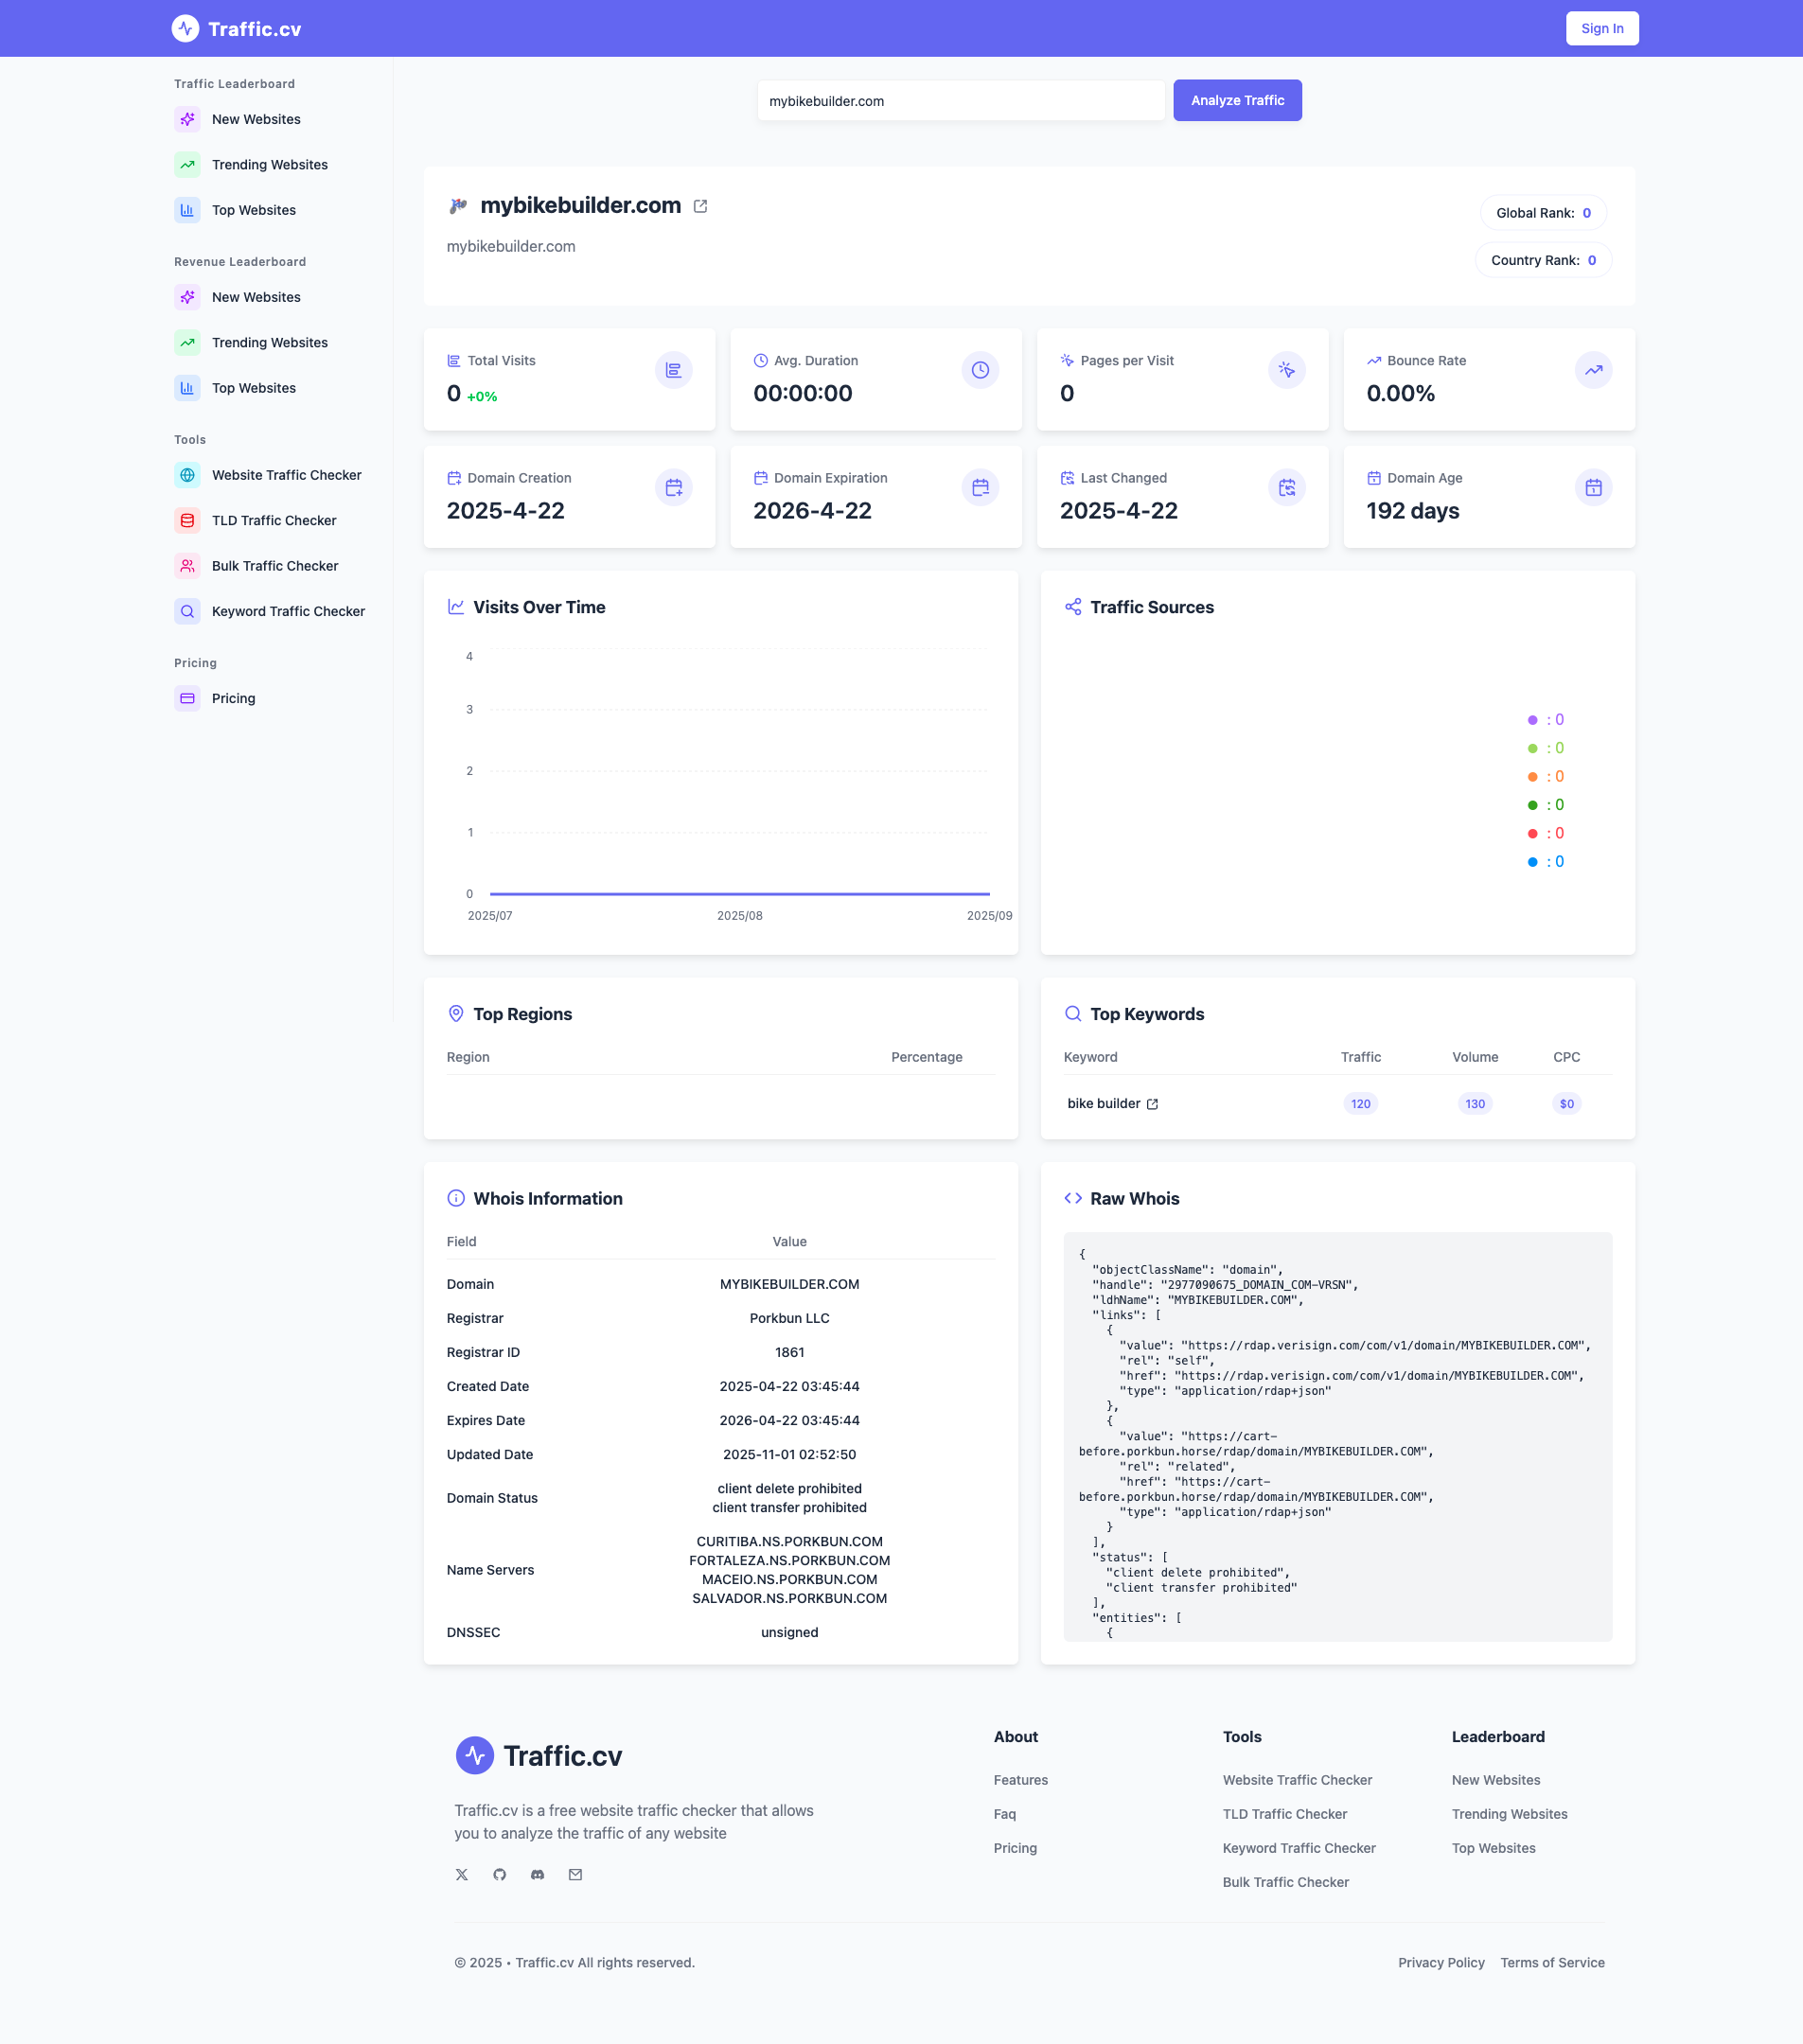 Traffic.cv
Sign In
Traffic Leaderboard
New Websites
Trending Websites
Top Websites
Revenue Leaderboard
New Websites
Trending Websites
Top Websites
Tools
Website Traffic Checker
TLD Traffic Checker
Bulk Traffic Checker
Keyword Traffic Checker
Pricing
Pricing
mybikebuilder.com
Analyze Traffic
mybikebuilder.com
mybikebuilder.com
Global Rank: 0
Country Rank: 0
Total Visits
0 +0%
Avg. Duration
00:00:00
Pages per Visit
0
Bounce Rate
0.00%
Domain Creation
2025-4-22
Domain Expiration
2026-4-22
Last Changed
2025-4-22
Domain Age
192 days
Visits Over Time
4
3
2
1
0
2025/07 2025/08 2025/09
Traffic Sources
: 0
: 0
: 0
: 0
: 0
: 0
Top Regions
Region Percentage
Top Keywords
Keyword Traffic Volume CPC
bike builder 120 130 $0
Whois Information
Field Value
Domain MYBIKEBUILDER.COM
Registrar Porkbun LLC
Registrar ID 1861
Created Date 2025-04-22 03:45:44
Expires Date 2026-04-22 03:45:44
Updated Date 2025-11-01 02:52:50
Domain Status client delete prohibited
client transfer prohibited
Name Servers CURITIBA.NS.PORKBUN.COM
FORTALEZA.NS.PORKBUN.COM
MACEIO.NS.PORKBUN.COM
SALVADOR.NS.PORKBUN.COM
DNSSEC unsigned
Raw Whois
{
"objectClassName": "domain",
"handle": "2977090675_DOMAIN_COM-VRSN",
"ldhName": "MYBIKEBUILDER.COM",
"links": [
{
"value": "https://rdap.verisign.com/com/v1/domain/MYBIKEBUILDER.COM",
"rel": "self",
"href": "https://rdap.verisign.com/com/v1/domain/MYBIKEBUILDER.COM",
"type": "application/rdap+json"
},
{
"value": "https://cart-
before.porkbun.horse/rdap/domain/MYBIKEBUILDER.COM",
"rel": "related",
"href": "https://cart-
before.porkbun.horse/rdap/domain/MYBIKEBUILDER.COM",
"type": "application/rdap+json"
}
],
"status": [
"client delete prohibited",
"client transfer prohibited"
],
"entities": [
{
Traffic.cv
Traffic.cv is a free website traffic checker that allows
you to analyze the traffic of any website
About
Features
Faq
Pricing
Tools
Website Traffic Checker
TLD Traffic Checker
Keyword Traffic Checker
Bulk Traffic Checker
Leaderboard
New Websites
Trending Websites
Top Websites
© 2025 • Traffic.cv All rights reserved.
Privacy Policy Terms of Service